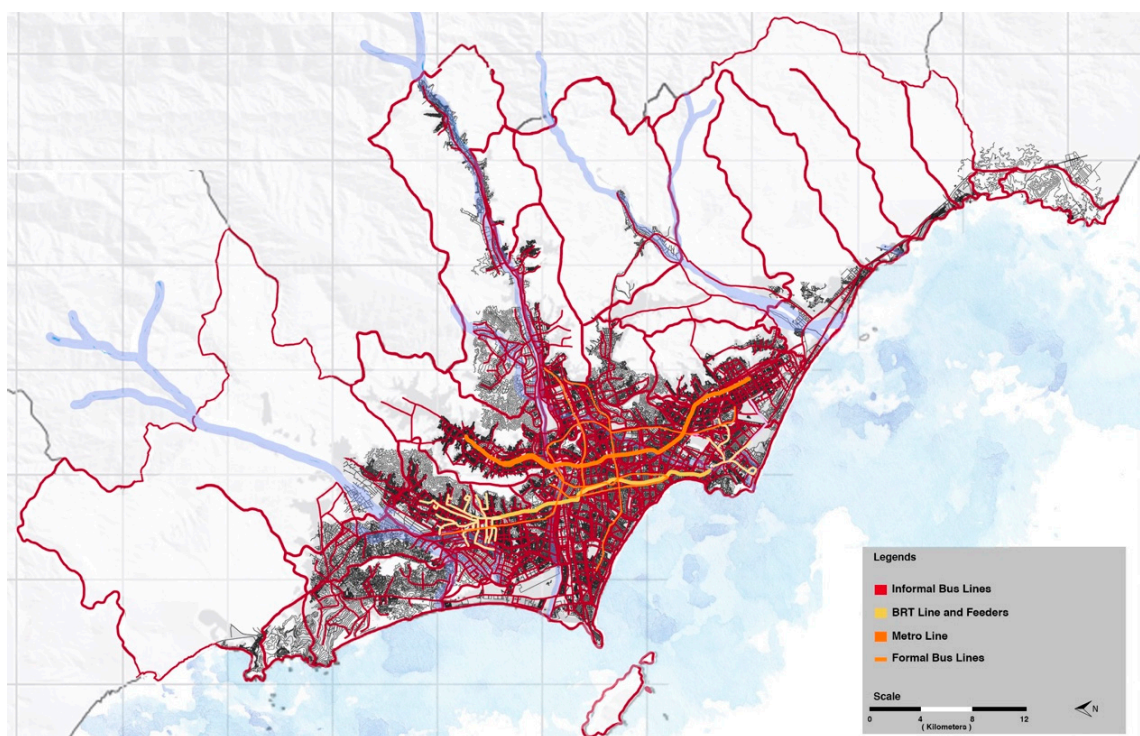 Legends
Informal Bus Lines
BRT Line and Feeders
Metro Line
Formal Bus Lines
Scale
0 4 8 12
( Kilometers )
N